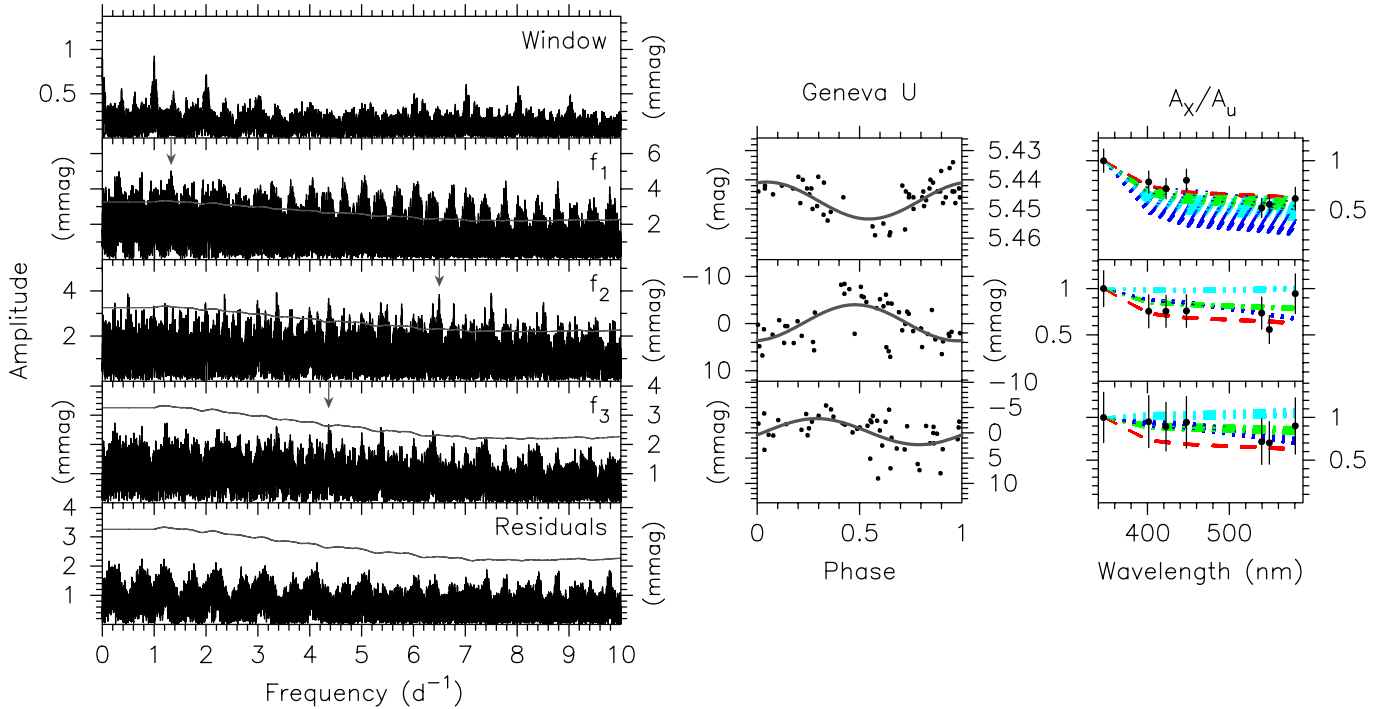 Window
1
0.5
(mmag)
f1
6
4
2
(mmag)
f2
4
2
(mmag)
f3
4
3
2
1
(mmag)
Residuals
4
3
2
1
(mmag)
Amplitude
0 1 2 3 4 5 6 7 8 9 10
Frequency (d⁻¹)
Geneva U
5.43
5.44
5.45
5.46
(mag)
−10
0
10
(mmag)
−10
−5
0
5
10
(mmag)
0 0.5 1
Phase
AX/Au
1
0.5
1
0.5
1
0.5
400 500
Wavelength (nm)